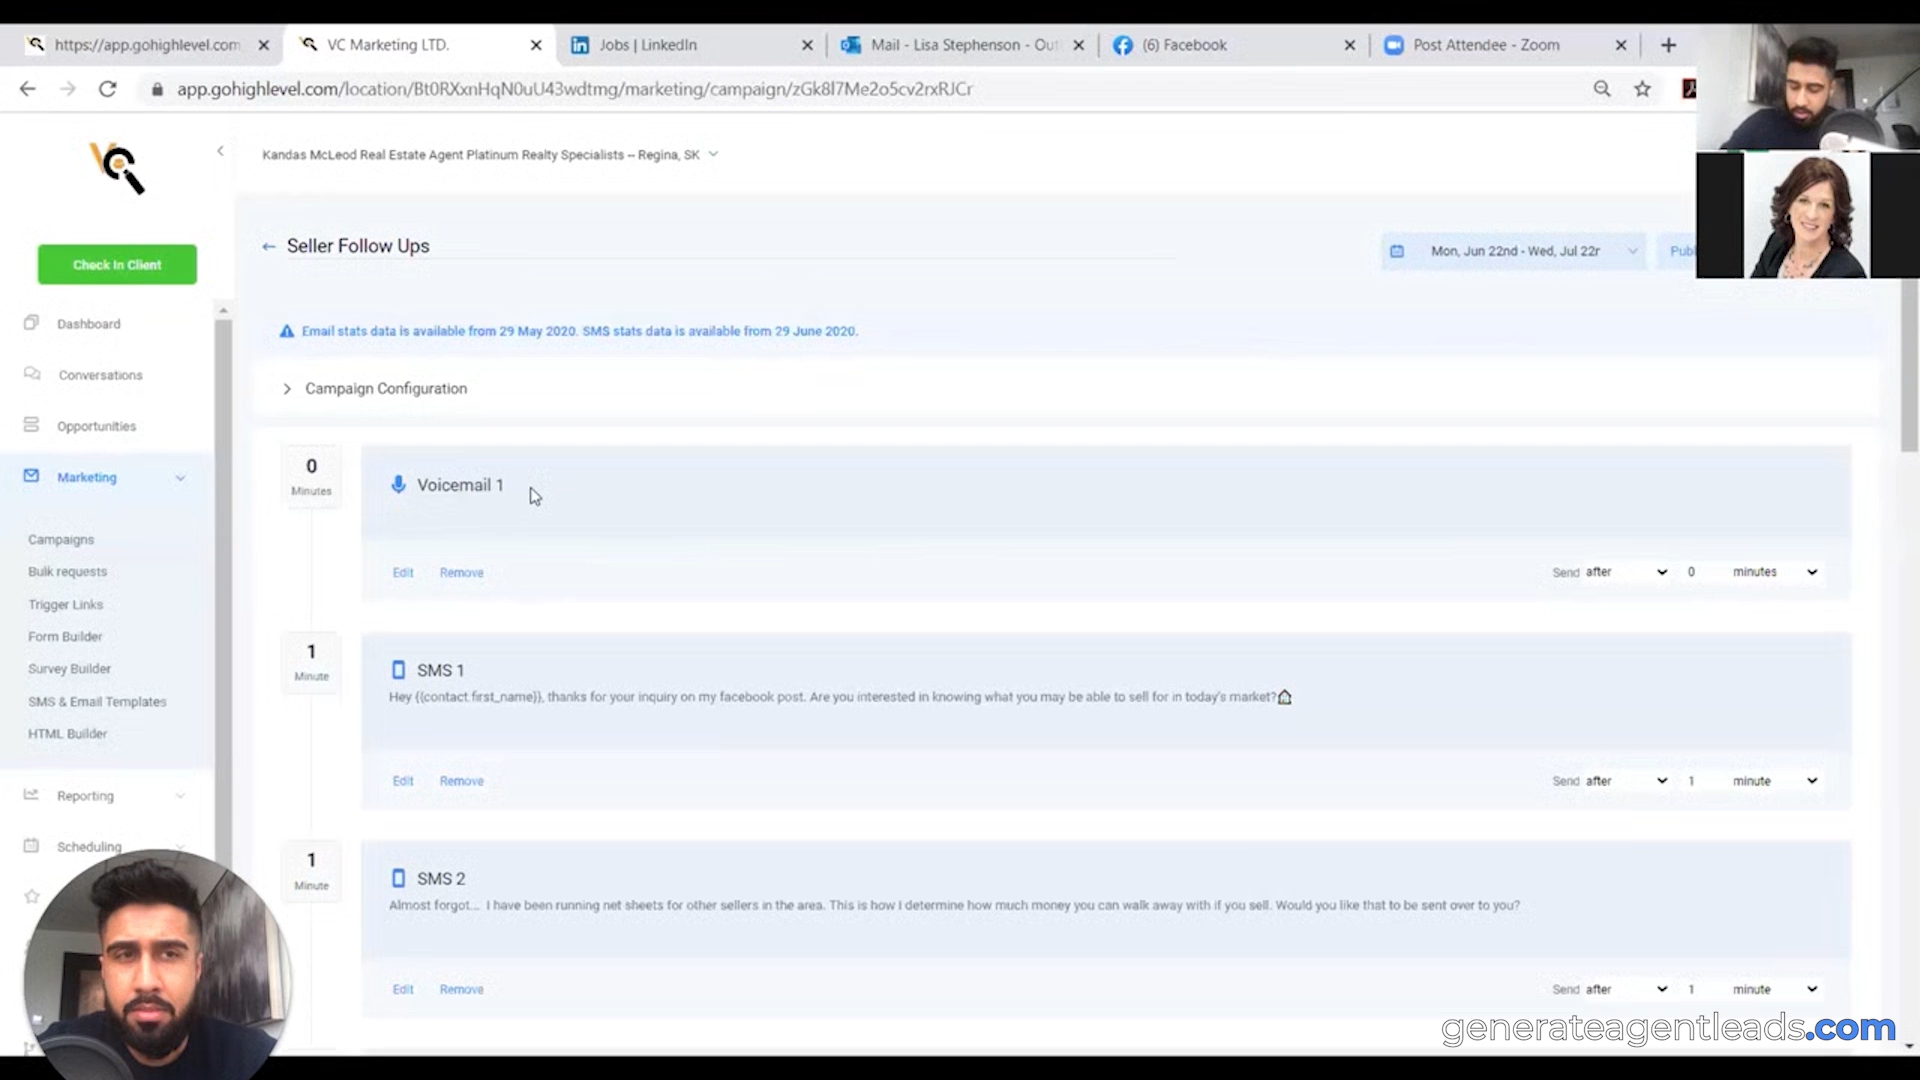 https://app.gohighlevel.com
VC Marketing LTD.
Jobs | LinkedIn
Mail - Lisa Stephenson - Out
(6) Facebook
Post Attendee - Zoom
app.gohighlevel.com/location/Bt0RXxnHqN0uU43wdtmg/marketing/campaign/zGk8l7Me2o5cv2rxRJCr
Kandas McLeod Real Estate Agent Platinum Realty Specialists -- Regina, SK
Check In Client
Seller Follow Ups
Mon, Jun 22nd - Wed, Jul 22r
Publ
Email stats data is available from 29 May 2020. SMS stats data is available from 29 June 2020.
Campaign Configuration
Dashboard
Conversations
Opportunities
Marketing
Campaigns
Bulk requests
Trigger Links
Form Builder
Survey Builder
SMS & Email Templates
HTML Builder
Reporting
Scheduling
0
Minutes
Voicemail 1
Edit Remove
Send after 0 minutes
1
Minute
SMS 1
Hey {{contact.first_name}}, thanks for your inquiry on my facebook post. Are you interested in knowing what you may be able to sell for in today's market?
Edit Remove
Send after 1 minute
1
Minute
SMS 2
Almost forgot... I have been running net sheets for other sellers in the area. This is how I determine how much money you can walk away with if you sell. Would you like that to be sent over to you?
Edit Remove
Send after 1 minute
generateagentleads.com